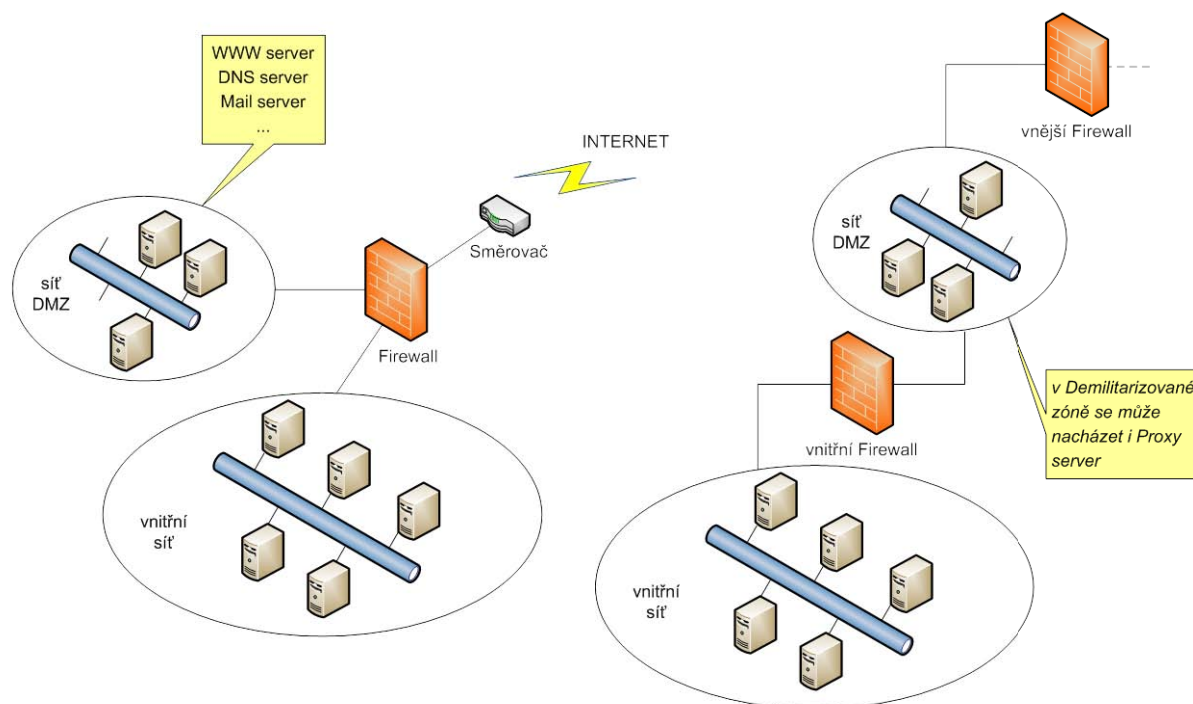 WWW server
DNS server
Mail server
...
INTERNET
Směrovač
síť
DMZ
Firewall
vnitřní
síť
vnější Firewall
síť
DMZ
vnitřní Firewall
v Demilitarizované
zóně se může
nacházet i Proxy
server
vnitřní
síť